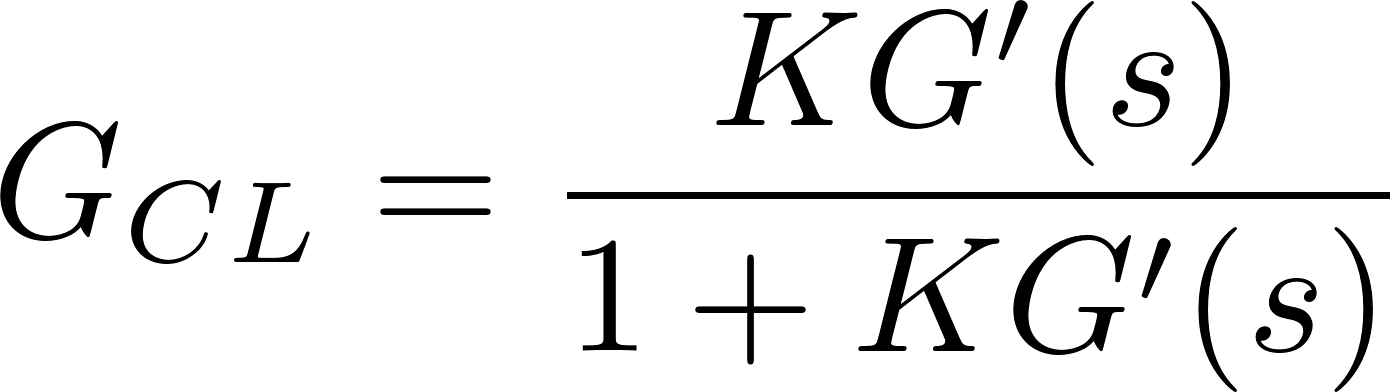 G_{CL} = \frac{KG'(s)}{1 + KG'(s)}